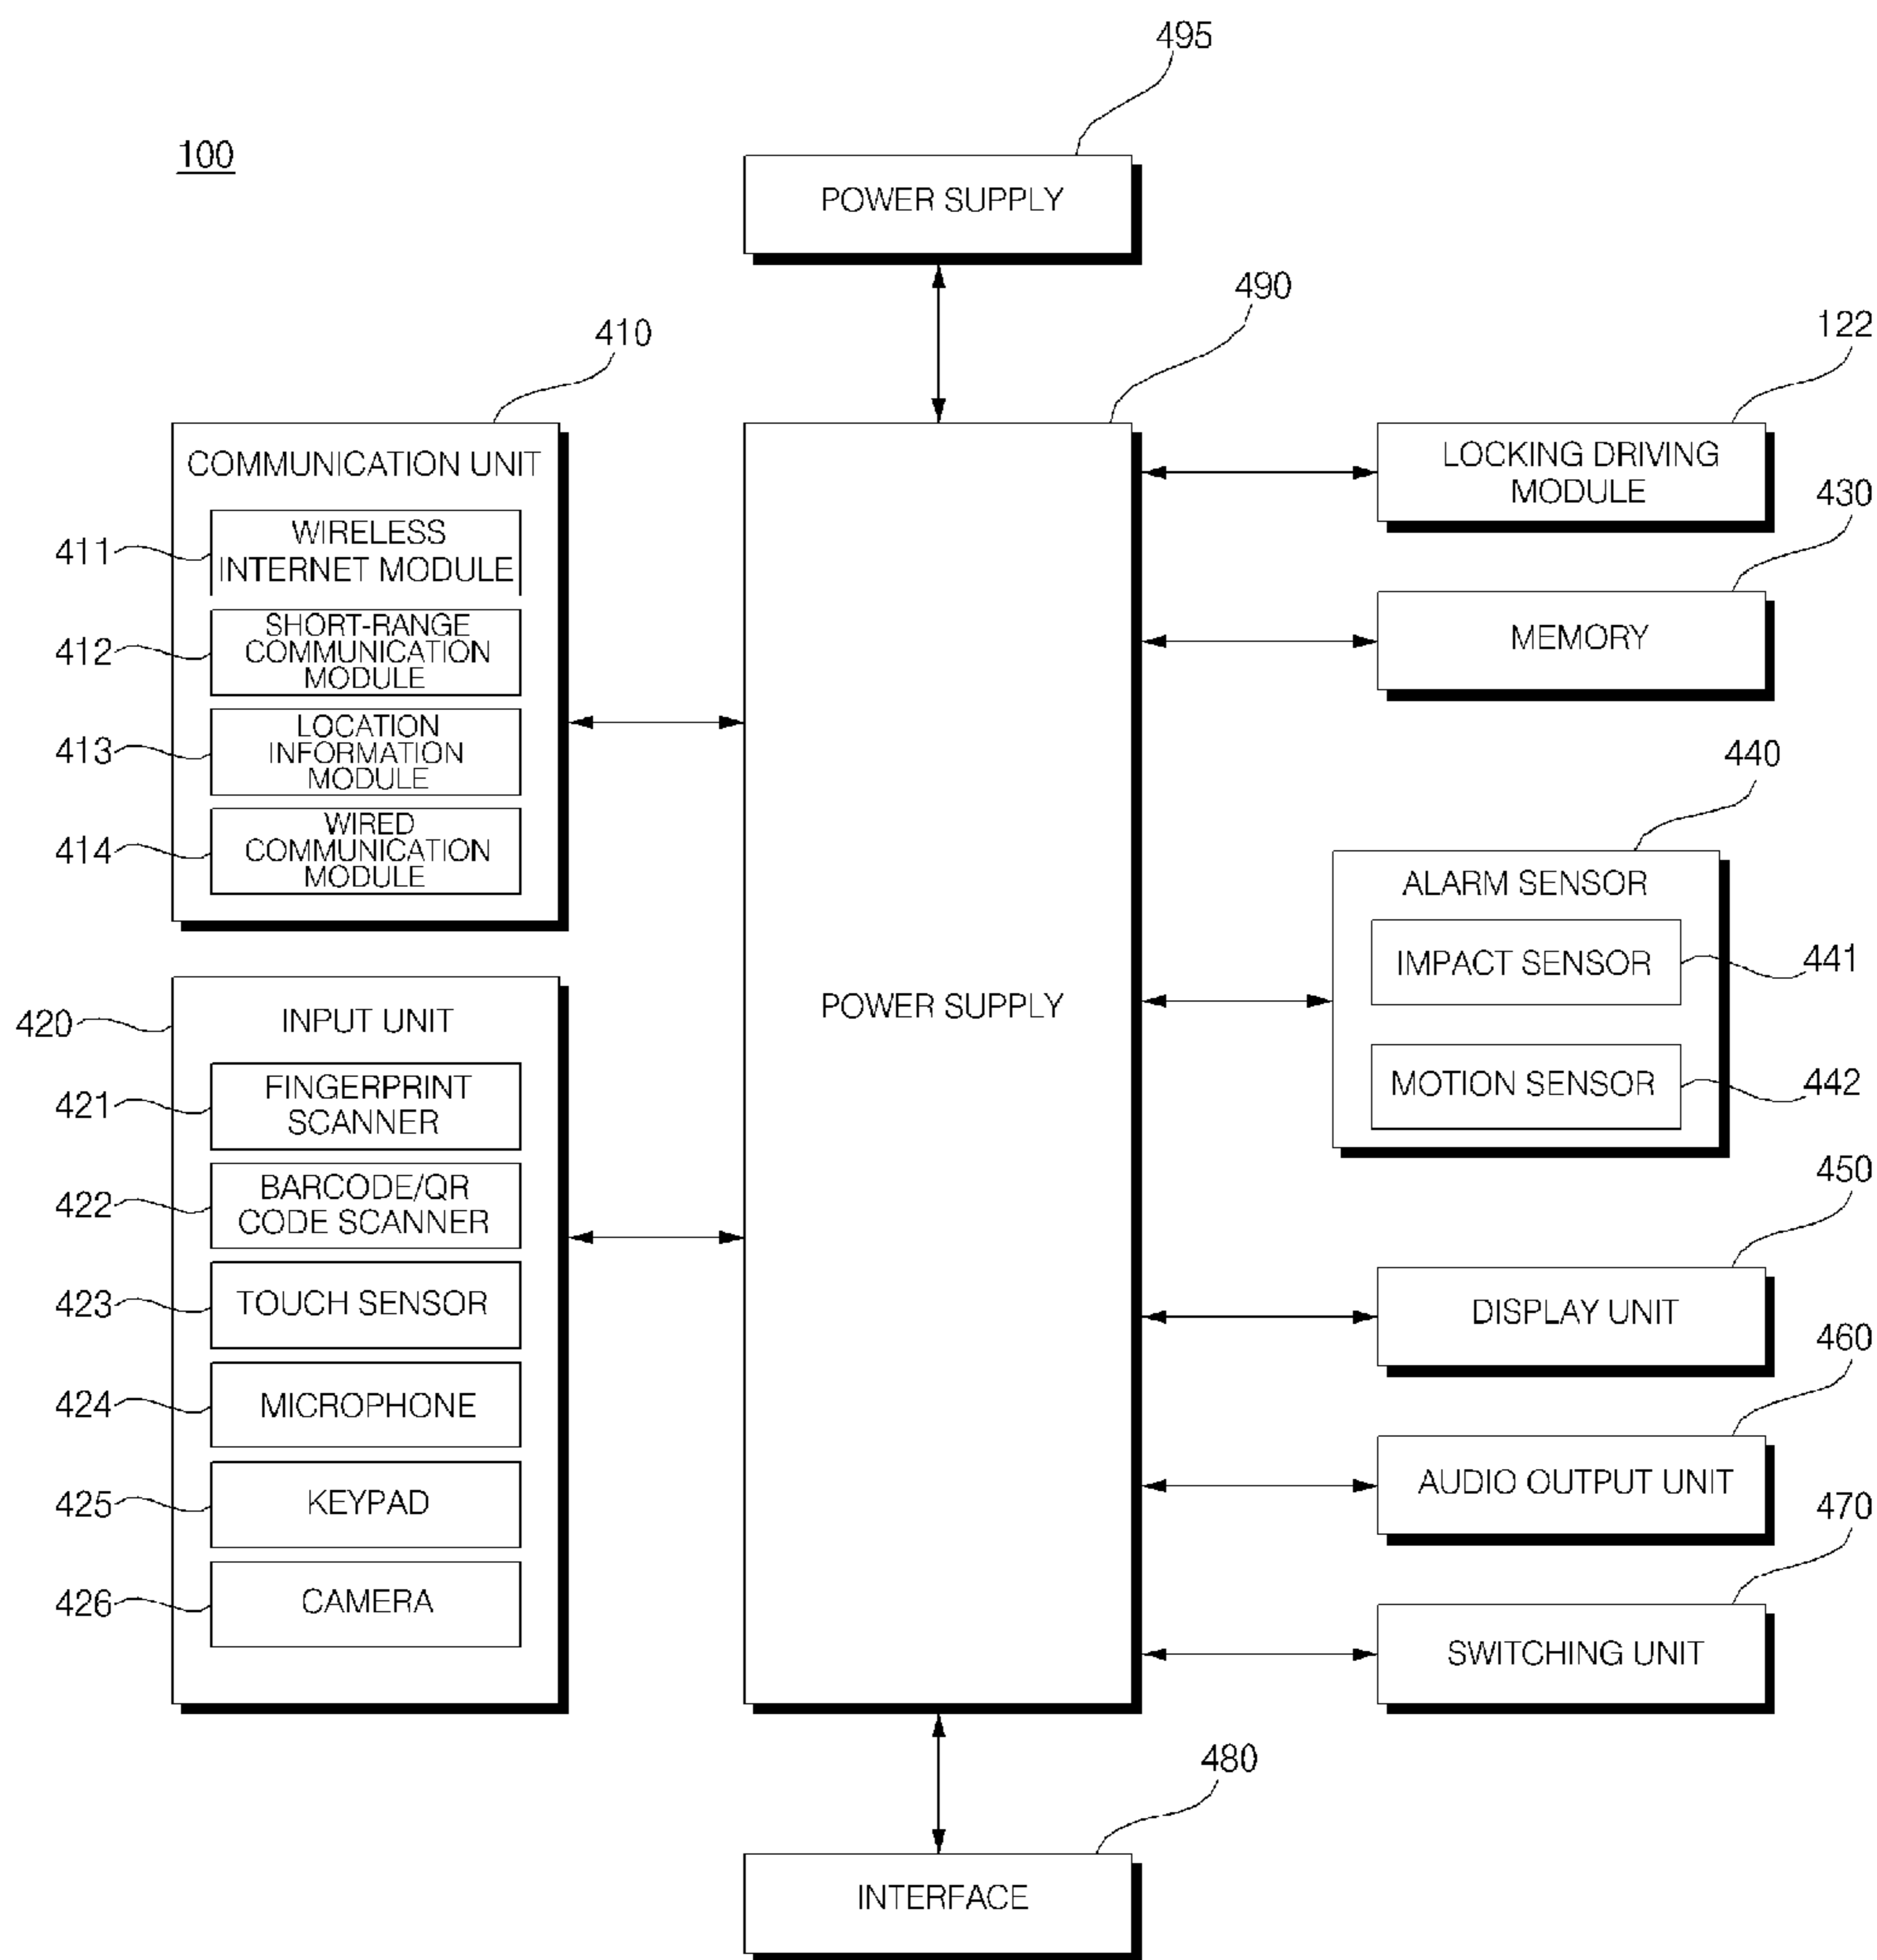 495
100
POWER SUPPLY
490
410
122
COMMUNICATION UNIT
411
WIRELESS
INTERNET MODULE
412
SHORT-RANGE
COMMUNICATION
MODULE
413
LOCATION
INFORMATION
MODULE
414
WIRED
COMMUNICATION
MODULE
420
INPUT UNIT
421
FINGERPRINT
SCANNER
422
BARCODE/QR
CODE SCANNER
423
TOUCH SENSOR
424
MICROPHONE
425
KEYPAD
426
CAMERA
POWER SUPPLY
LOCKING DRIVING
MODULE
430
MEMORY
440
ALARM SENSOR
IMPACT SENSOR
441
MOTION SENSOR
442
450
DISPLAY UNIT
460
AUDIO OUTPUT UNIT
470
SWITCHING UNIT
480
INTERFACE